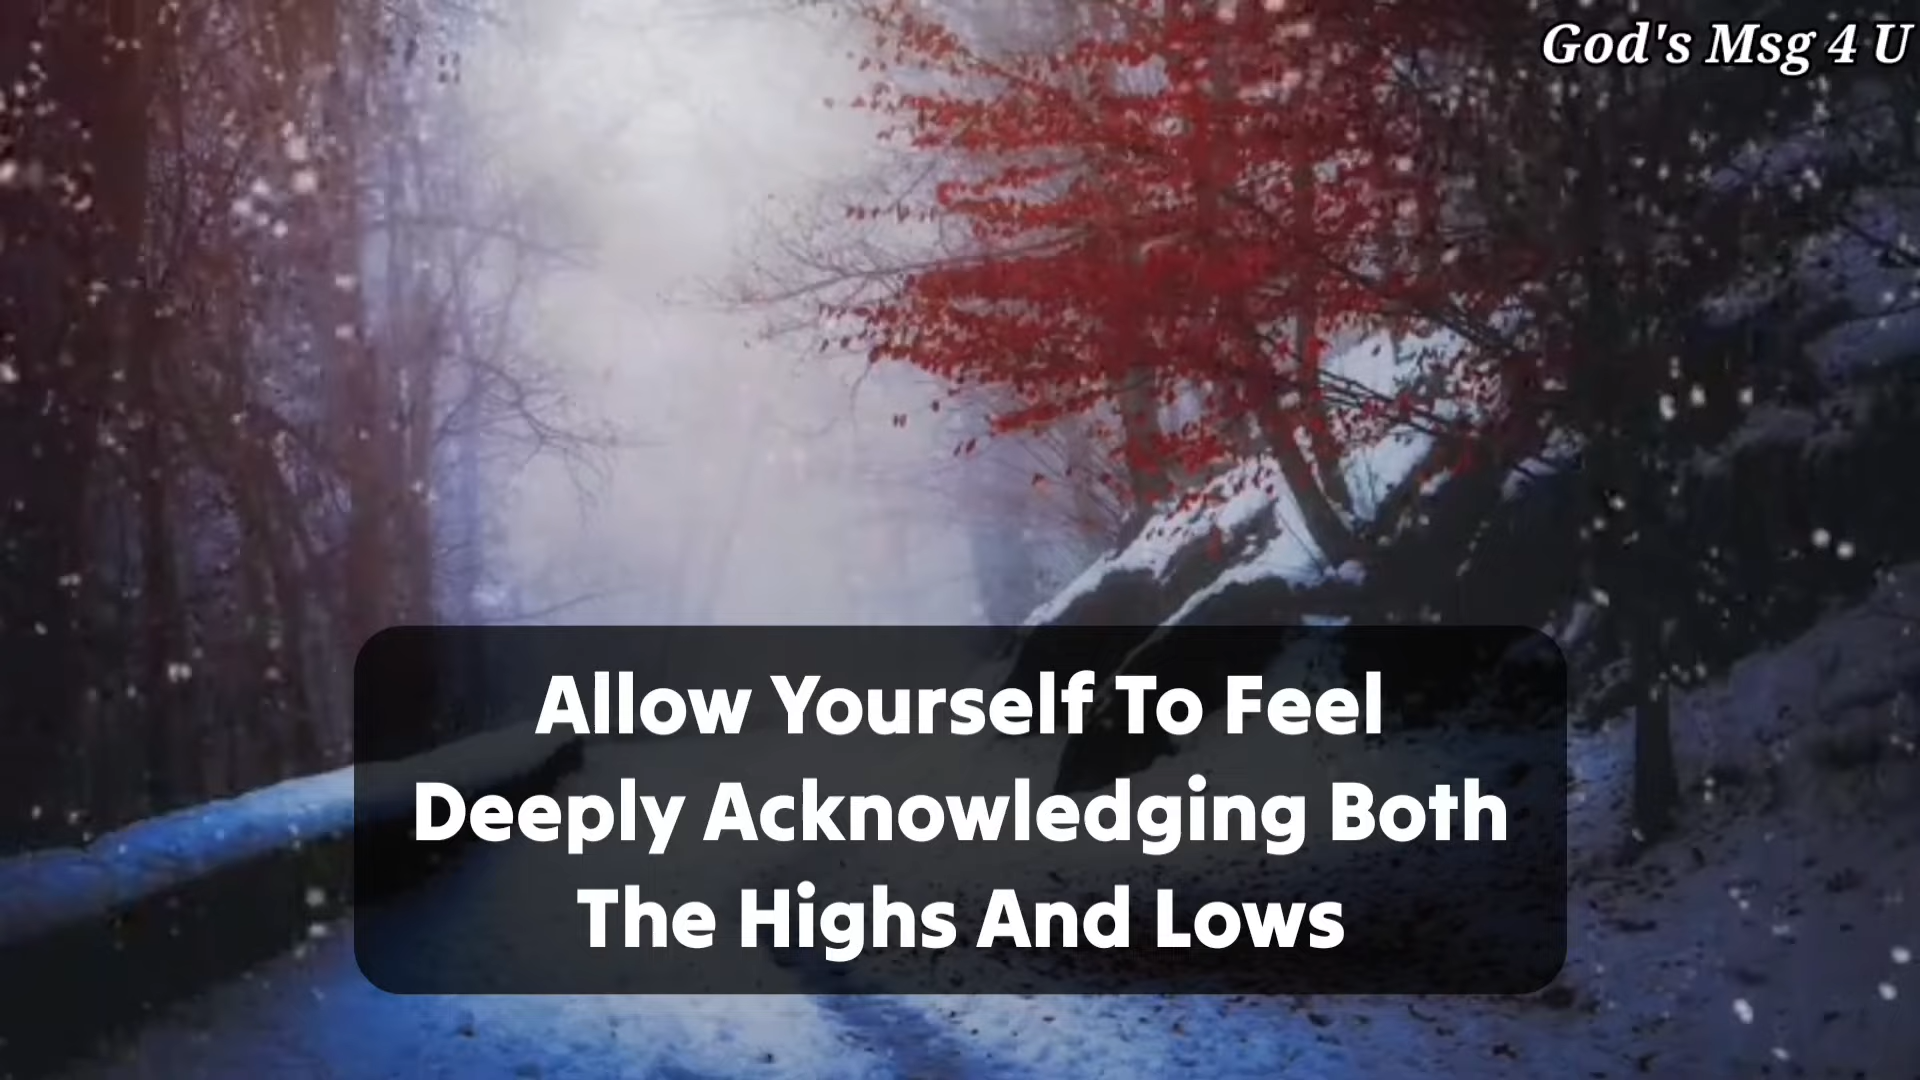 God's Msg 4 U
Allow Yourself To Feel
Deeply Acknowledging Both
The Highs And Lows